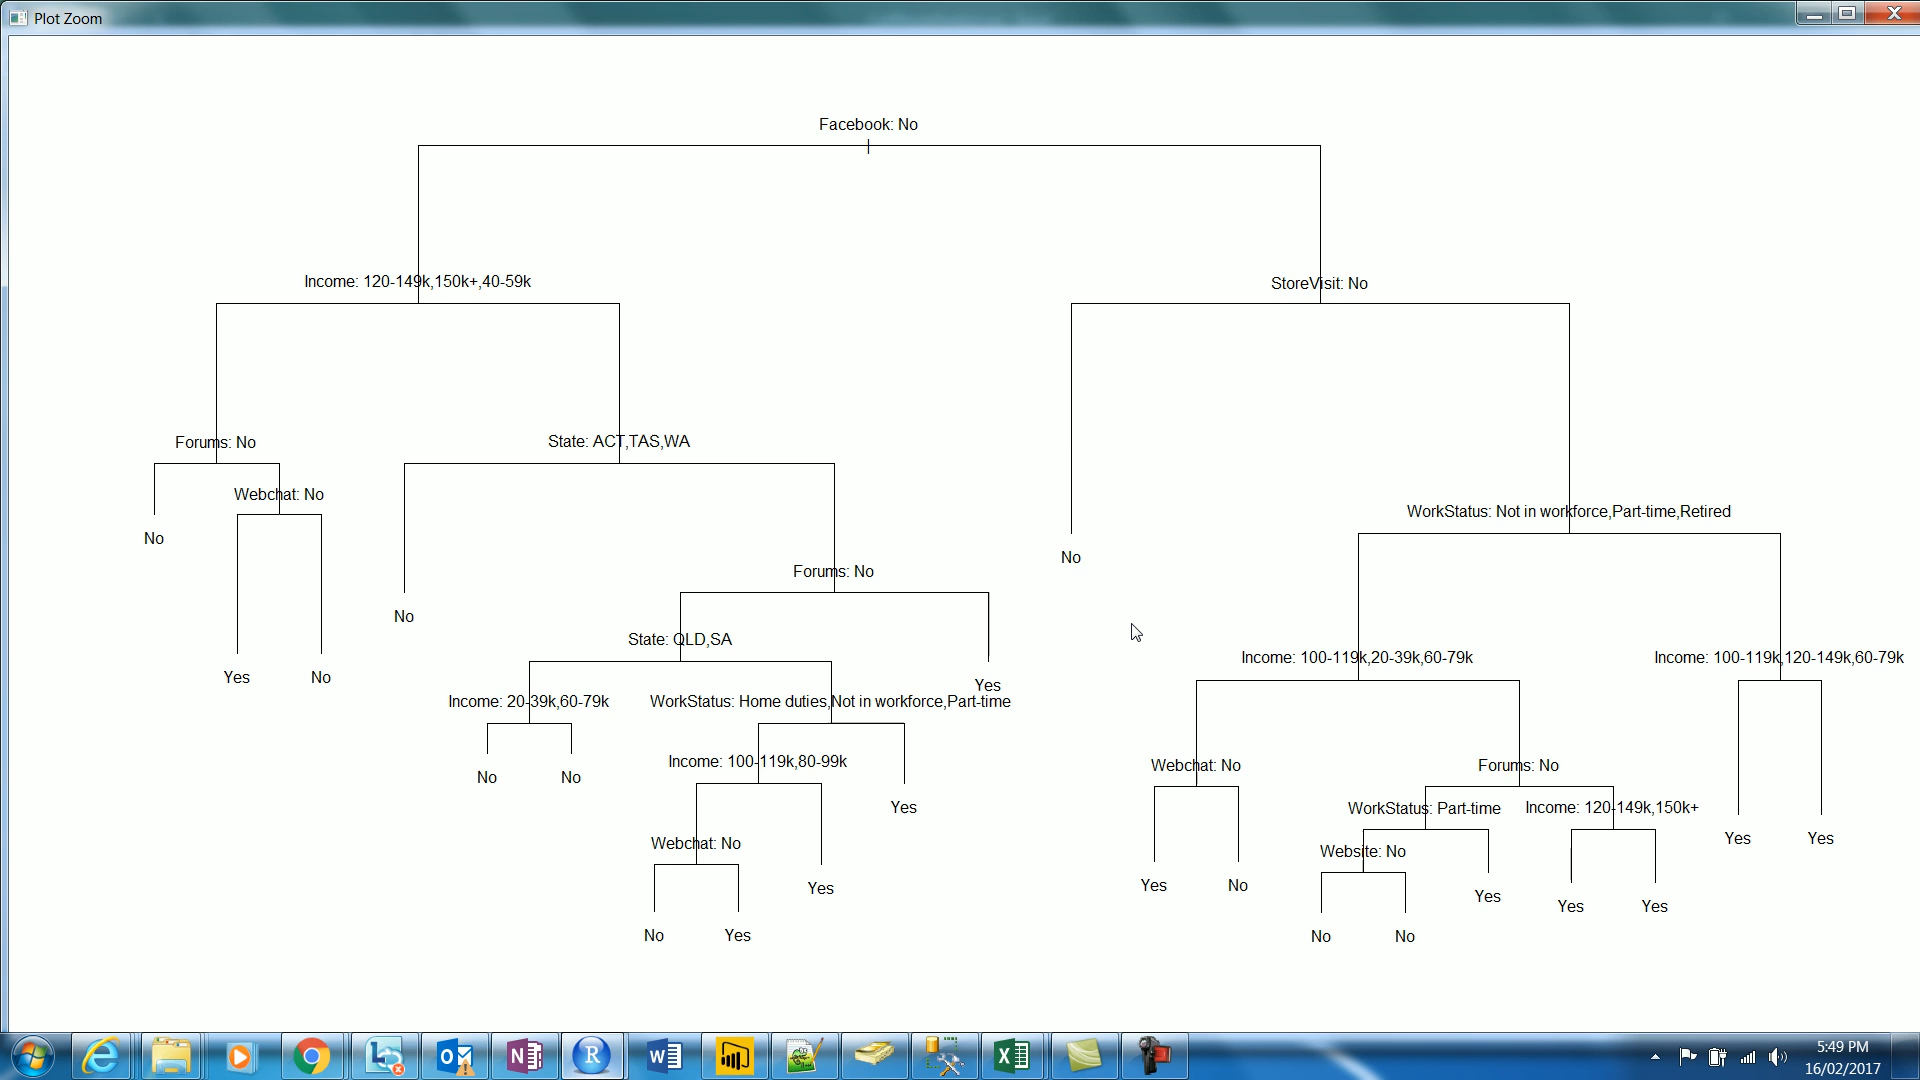 Plot Zoom
Facebook: No
Income: 120-149k,150k+,40-59k
StoreVisit: No
Forums: No
State: ACT,TAS,WA
Webchat: No
WorkStatus: Not in workforce,Part-time,Retired
No
No
Forums: No
No
State: QLD,SA
Income: 100-119k,20-39k,60-79k
Income: 100-119k,120-149k,60-79k
Yes
No
Yes
Income: 20-39k,60-79k
WorkStatus: Home duties,Not in workforce,Part-time
Income: 100-119k,80-99k
Webchat: No
Forums: No
No
No
Yes
WorkStatus: Part-time
Income: 120-149k,150k+
Yes
Yes
Webchat: No
Website: No
Yes
Yes
No
Yes
Yes
Yes
No
Yes
No
No
5:49 PM
16/02/2017